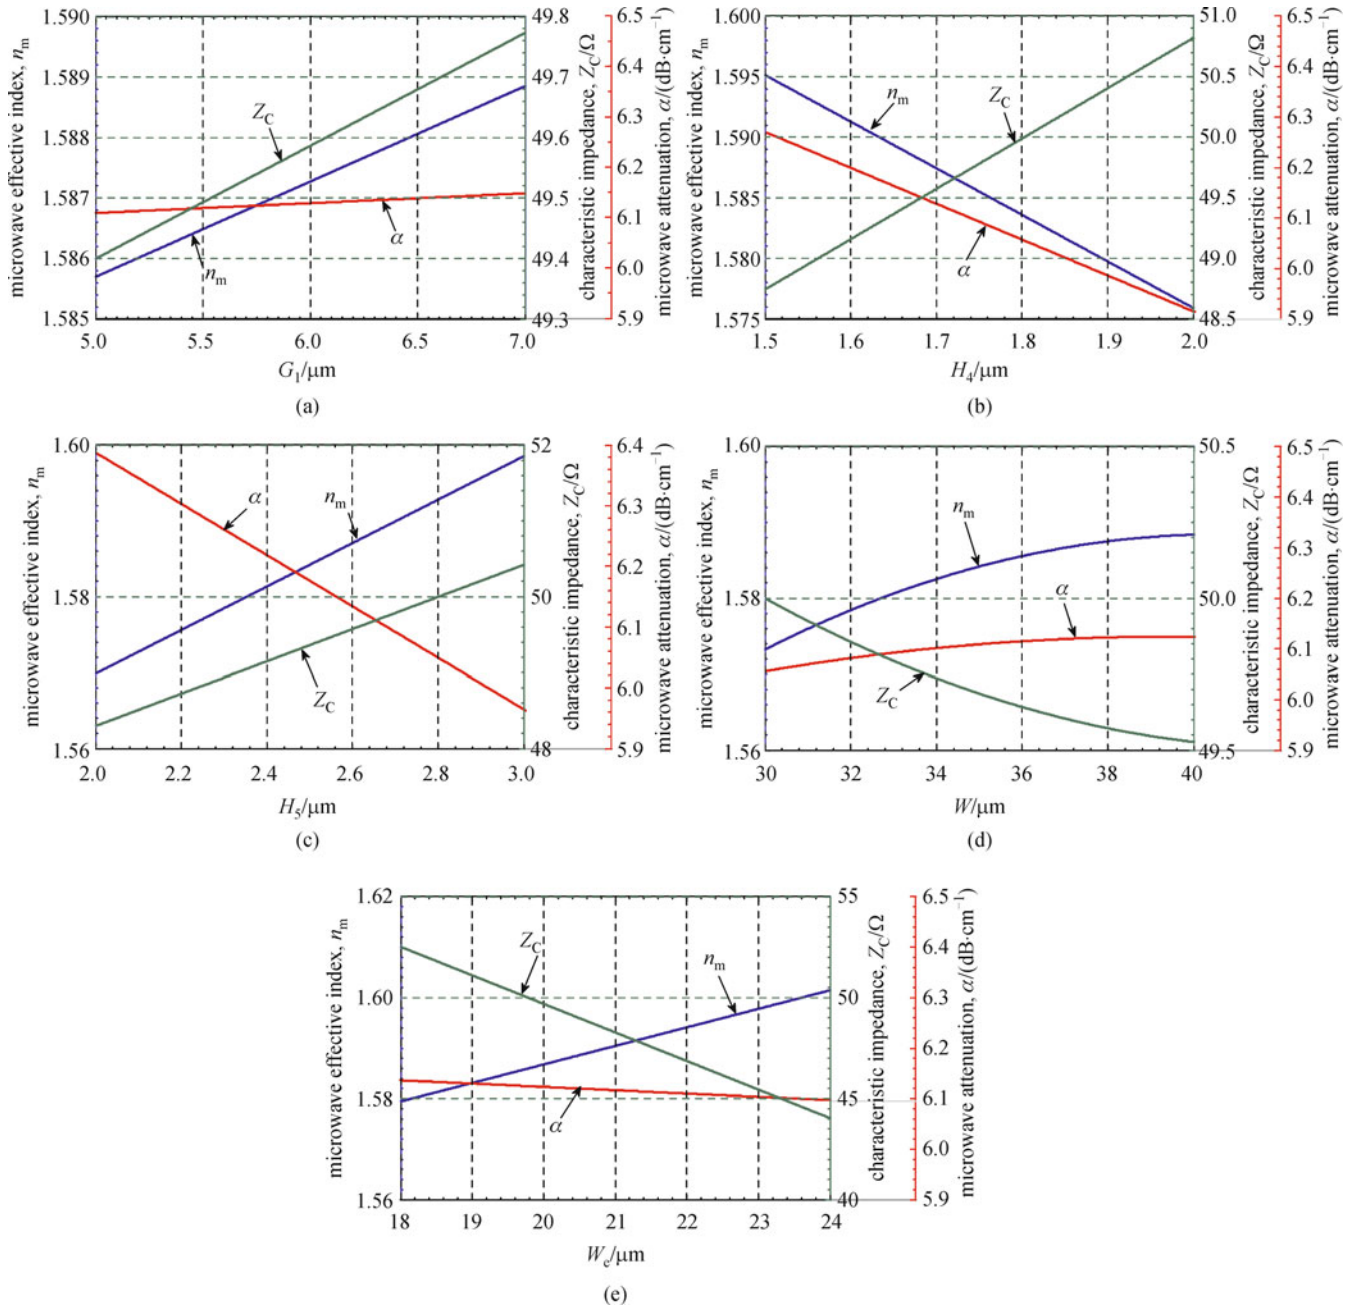 microwave effective index, nm
1.590
1.589
1.588
1.587
1.586
1.585
5.0 5.5 6.0 6.5 7.0
G1/μm
ZC
nm
α
49.8
49.7
49.6
49.5
49.4
49.3
characteristic impedance, ZC/Ω
6.5
6.4
6.3
6.2
6.1
6.0
5.9
microwave attenuation, α/(dB·cm−1)
(a)
microwave effective index, nm
1.600
1.595
1.590
1.585
1.580
1.575
1.5 1.6 1.7 1.8 1.9 2.0
H4/μm
nm
ZC
α
51.0
50.5
50.0
49.5
49.0
48.5
characteristic impedance, ZC/Ω
6.5
6.4
6.3
6.2
6.1
6.0
5.9
microwave attenuation, α/(dB·cm−1)
(b)
microwave effective index, nm
1.60
1.58
1.56
2.0 2.2 2.4 2.6 2.8 3.0
H5/μm
α
nm
ZC
52
50
48
characteristic impedance, ZC/Ω
6.4
6.3
6.2
6.1
6.0
5.9
microwave attenuation, α/(dB·cm−1)
(c)
microwave effective index, nm
1.60
1.58
1.56
30 32 34 36 38 40
W/μm
nm
α
ZC
50.5
50.0
49.5
characteristic impedance, ZC/Ω
6.5
6.4
6.3
6.2
6.1
6.0
5.9
microwave attenuation, α/(dB·cm−1)
(d)
microwave effective index, nm
1.62
1.60
1.58
1.56
18 19 20 21 22 23 24
Wc/μm
ZC
nm
α
55
50
45
40
characteristic impedance, ZC/Ω
6.5
6.4
6.3
6.2
6.1
6.0
5.9
microwave attenuation, α/(dB·cm−1)
(e)